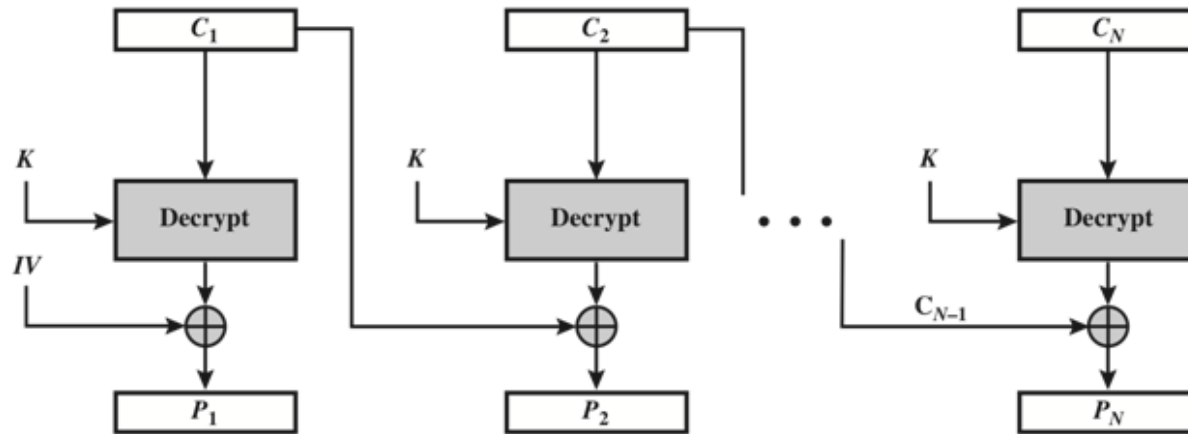 C1 C2 CN
K K K
Decrypt Decrypt • • • Decrypt
IV
CN–1
P1 P2 PN